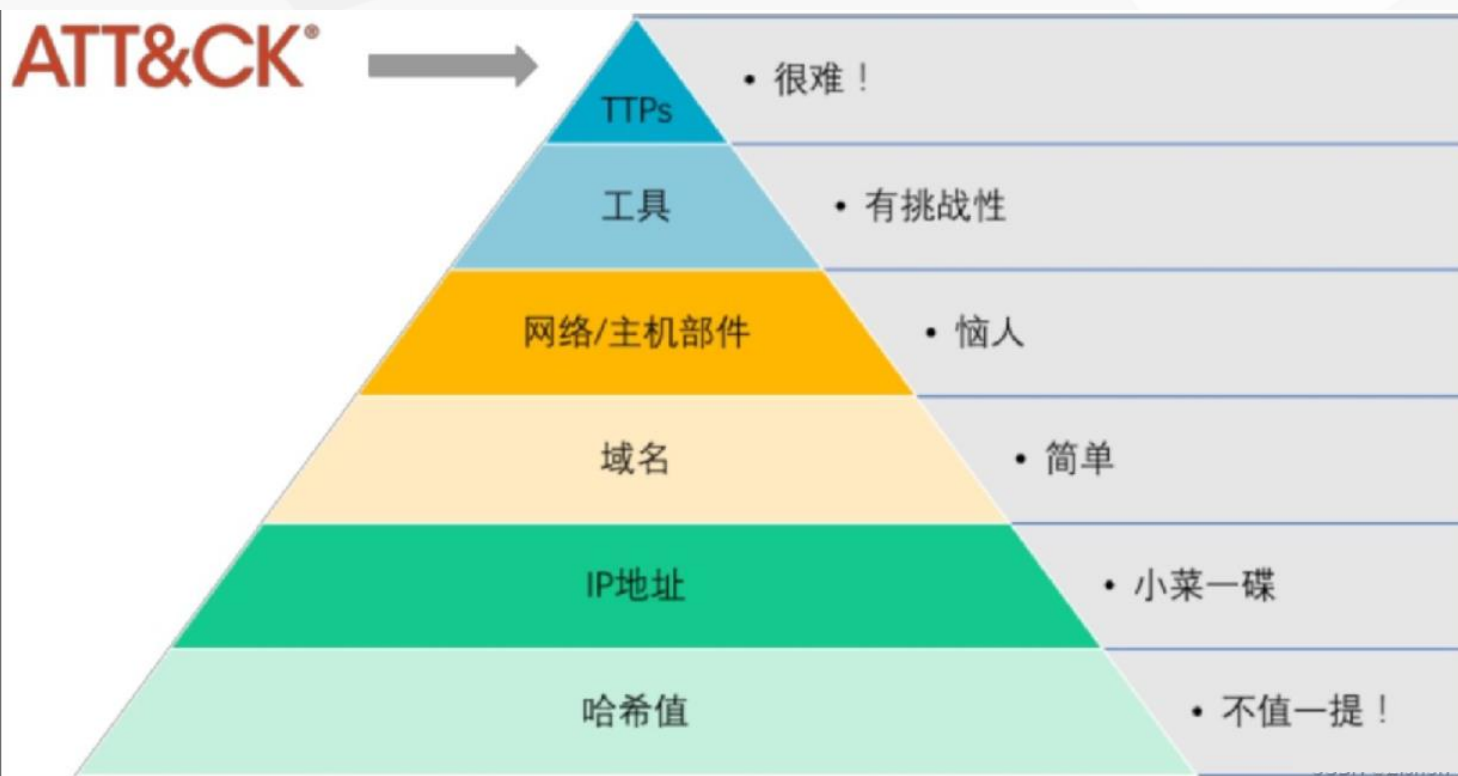 ATT&CK®
TTPs
• 很难！
工具
• 有挑战性
网络/主机部件
• 恼人
域名
• 简单
IP地址
• 小菜一碟
哈希值
• 不值一提！